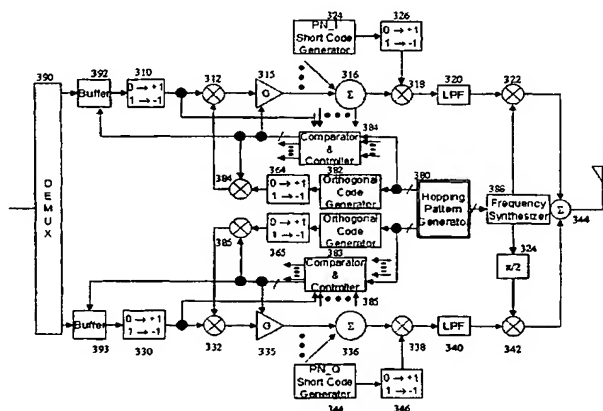 324
326
PN_I
Short Code
Generator
0 → +1
1 → -1
390
392
310
312
315
316
318
320
322
Buffer
0 → +1
1 → -1
G
Σ
LPF
384
Comparator
&
Controller
384
364
382
380
386
0 → +1
1 → -1
Orthogonal
Code
Generator
Hopping
Pattern
Generator
Frequency
Synthesizer
Σ
344
DEMUX
385
0 → +1
1 → -1
Orthogonal
Code
Generator
324
365
383
π/2
Comparator
&
Controller
385
Buffer
0 → +1
1 → -1
G
Σ
LPF
393
330
332
335
336
338
340
342
PN_Q
Short Code
Generator
0 → +1
1 → -1
344
346